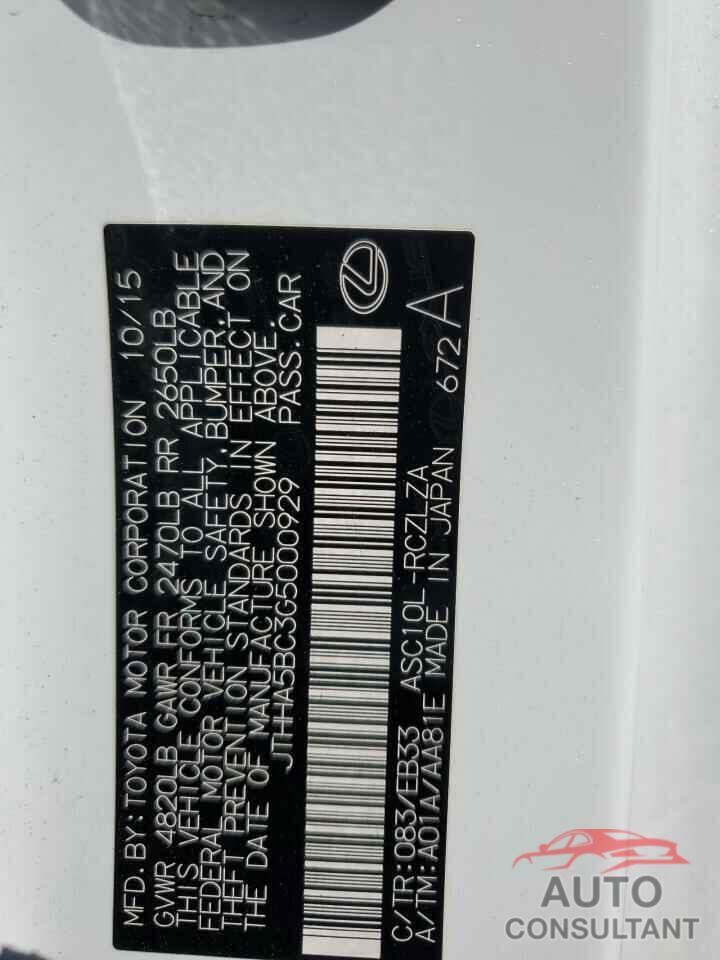 MFD. BY: TOYOTA MOTOR CORPORATION 10/15
GVWR 4820LB GAWR FR 2470LB RR 2650LB
THIS VEHICLE CONFORMS TO ALL APPLICABLE
FEDERAL MOTOR VEHICLE SAFETY, BUMPER, AND
THEFT PREVENTION STANDARDS IN EFFECT ON
THE DATE OF MANUFACTURE SHOWN ABOVE.
JTHHA5BC3G5000929 PASS. CAR
C/TR: 083/EB33 ASC10L-RCZLZA
A/TM: A01A/AA81E MADE IN JAPAN 672 A
AUTO
CONSULTANT